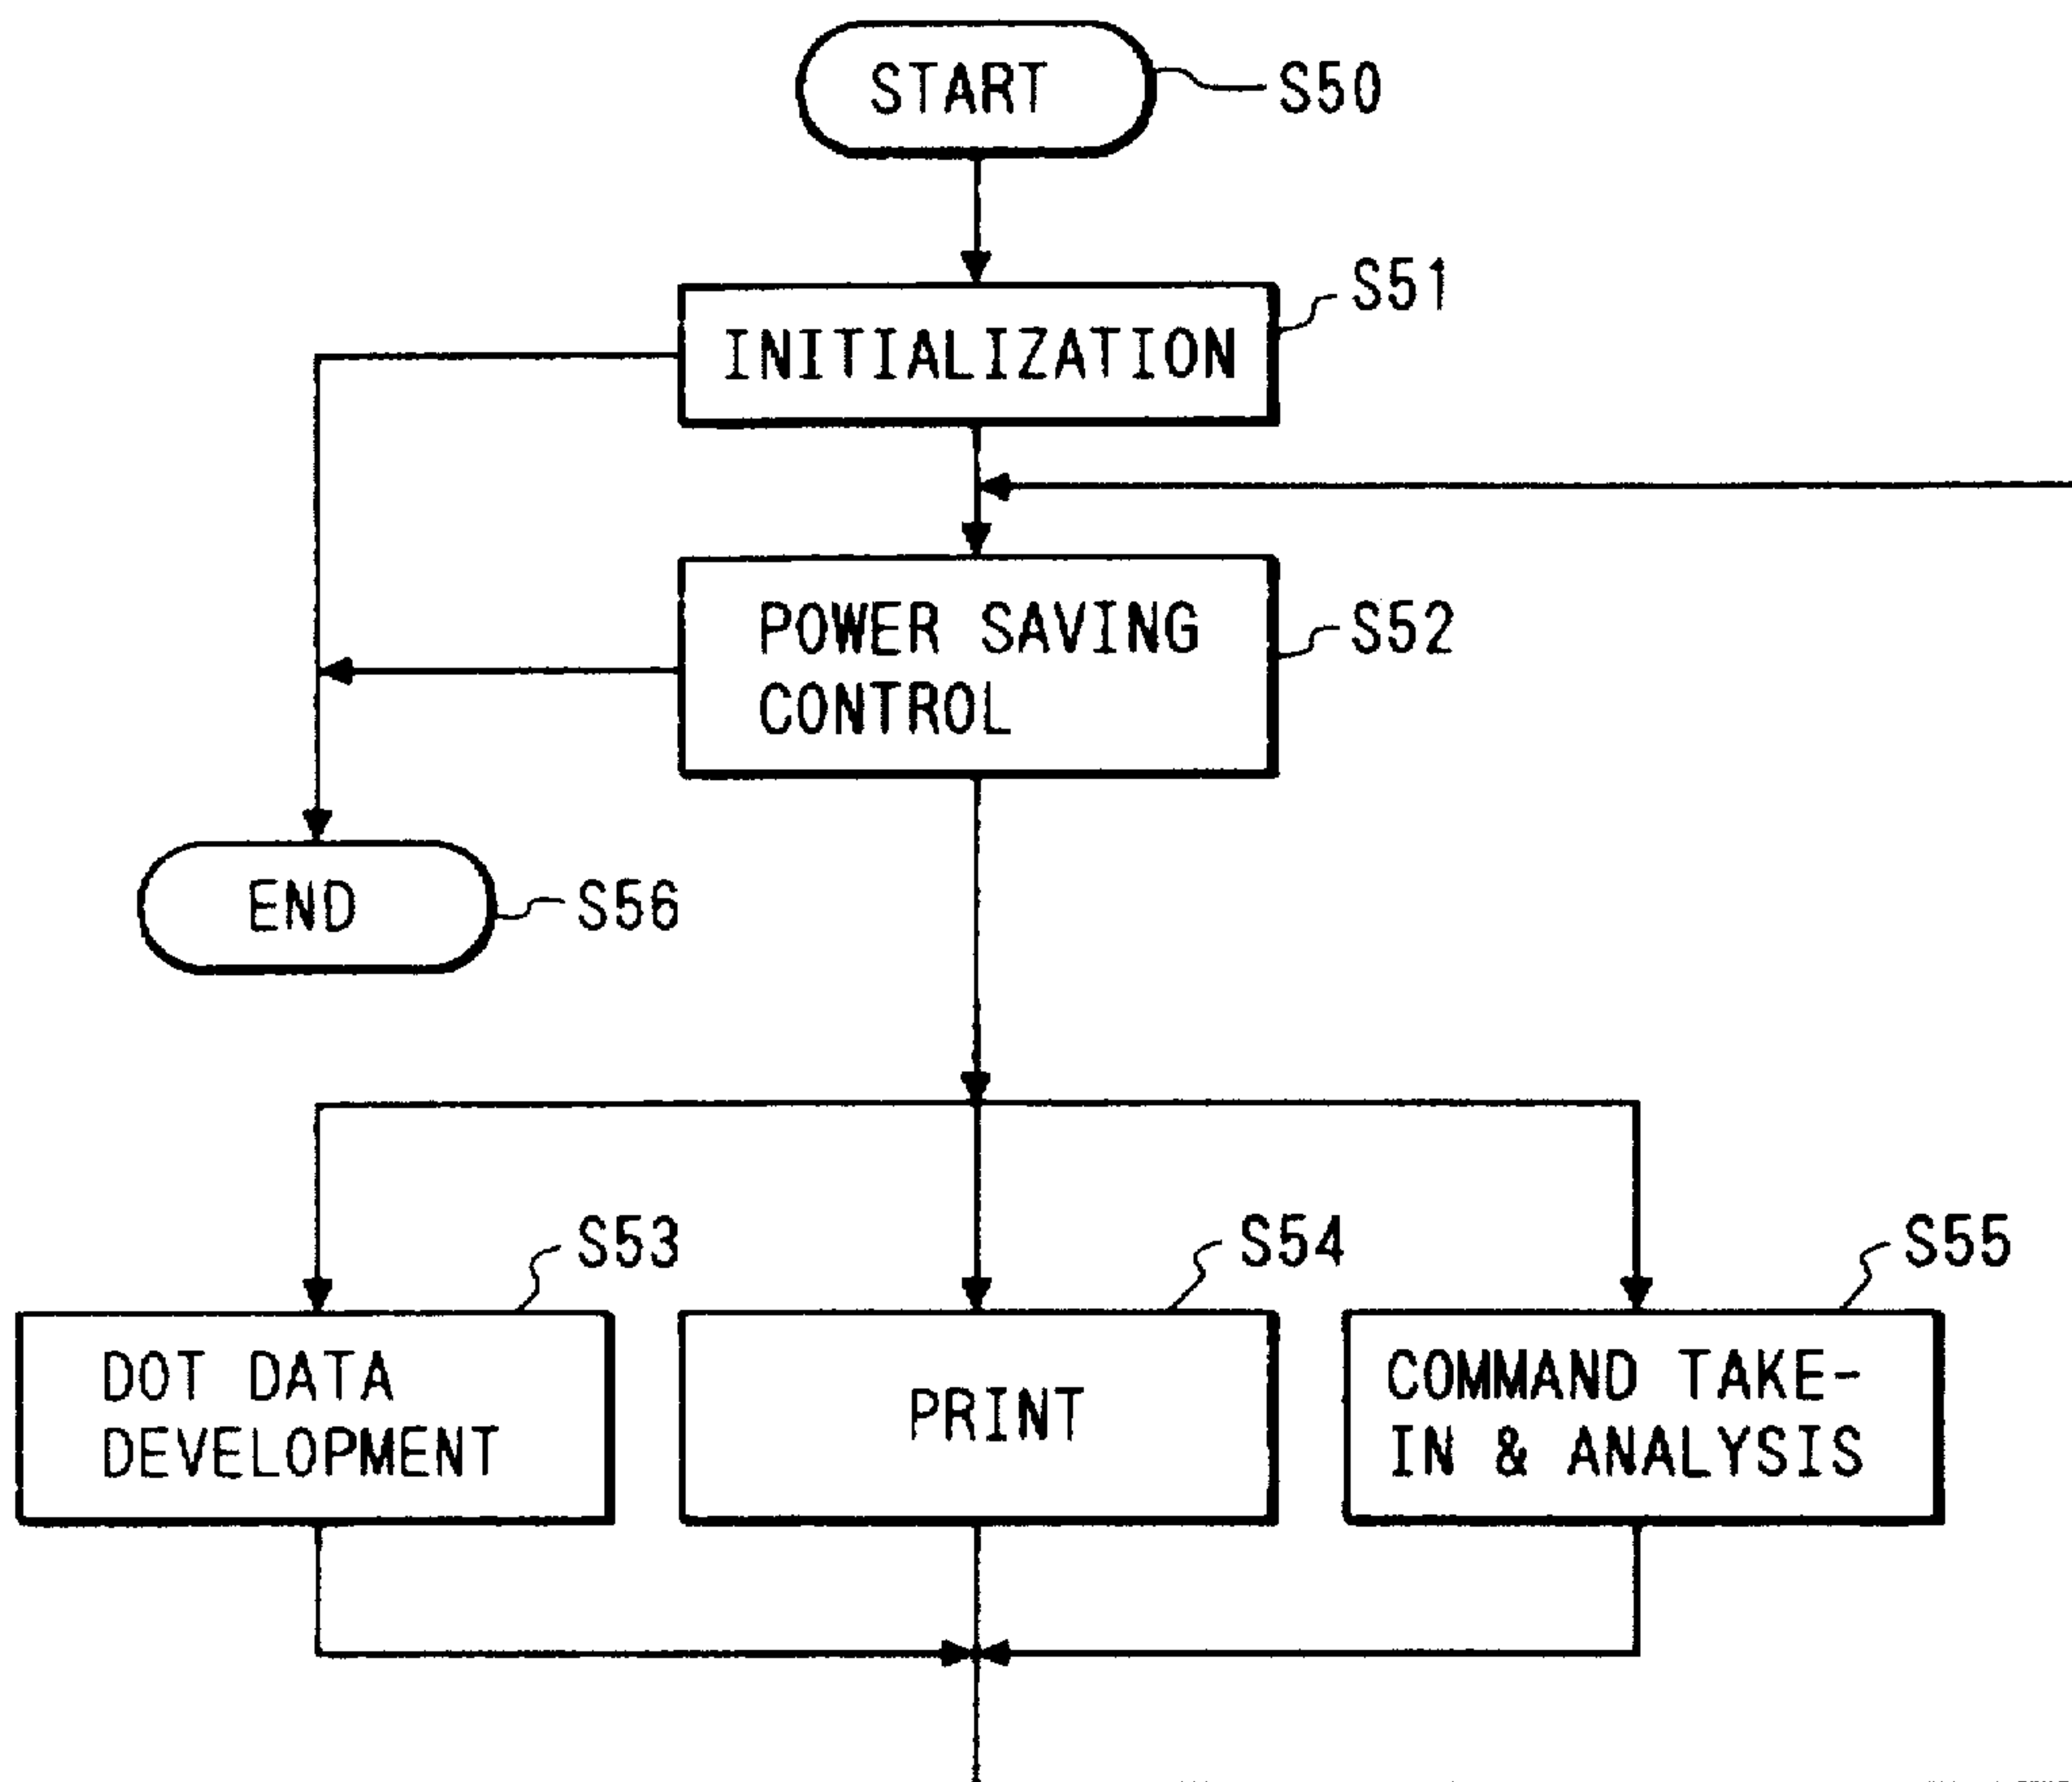 START
S50
S51
INITIALIZATION
POWER SAVING
CONTROL
S52
END
S56
S53
S54
S55
DOT DATA
DEVELOPMENT
PRINT
COMMAND TAKE-
IN & ANALYSIS